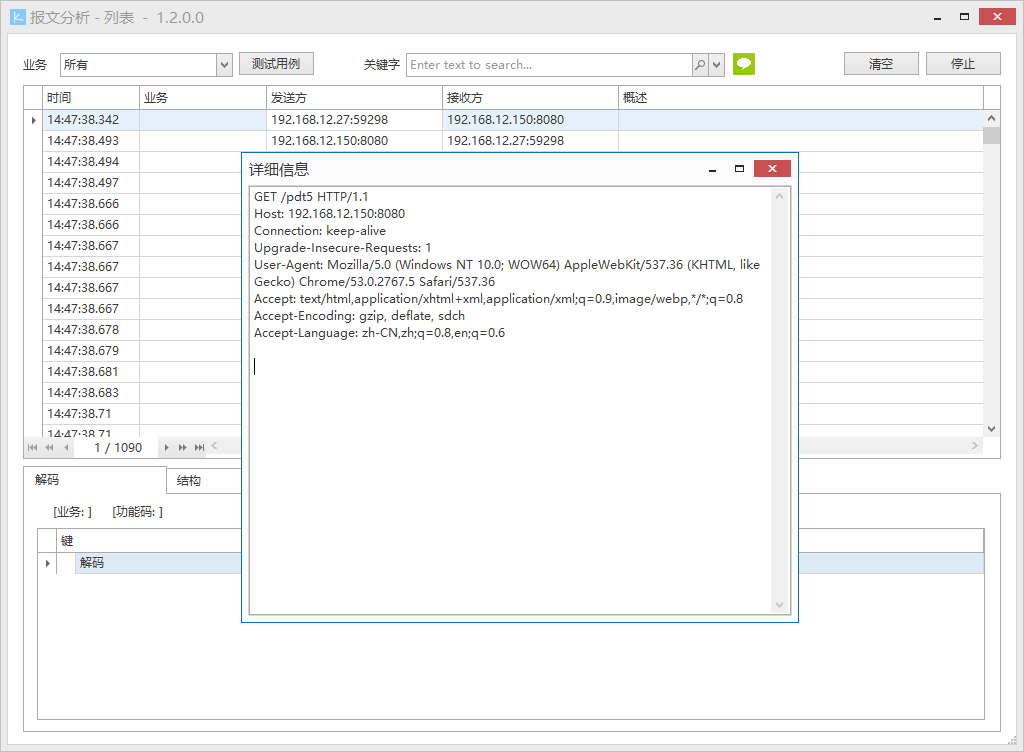 报文分析 - 列表 - 1.2.0.0
业务 所有 测试用例 关键字 Enter text to search... 清空 停止
时间 业务 发送方 接收方 概述
14:47:38.342 192.168.12.27:59298 192.168.12.150:8080
14:47:38.493 192.168.12.150:8080 192.168.12.27:59298
14:47:38.494
14:47:38.497
14:47:38.666
14:47:38.666
14:47:38.667
14:47:38.667
14:47:38.667
14:47:38.667
14:47:38.678
14:47:38.679
14:47:38.681
14:47:38.683
14:47:38.71
14:47:38.71
1 / 1090
详细信息
GET /pdt5 HTTP/1.1
Host: 192.168.12.150:8080
Connection: keep-alive
Upgrade-Insecure-Requests: 1
User-Agent: Mozilla/5.0 (Windows NT 10.0; WOW64) AppleWebKit/537.36 (KHTML, like
Gecko) Chrome/53.0.2767.5 Safari/537.36
Accept: text/html,application/xhtml+xml,application/xml;q=0.9,image/webp,*/*;q=0.8
Accept-Encoding: gzip, deflate, sdch
Accept-Language: zh-CN,zh;q=0.8,en;q=0.6
解码 结构
[业务: ] [功能码: ]
键
解码